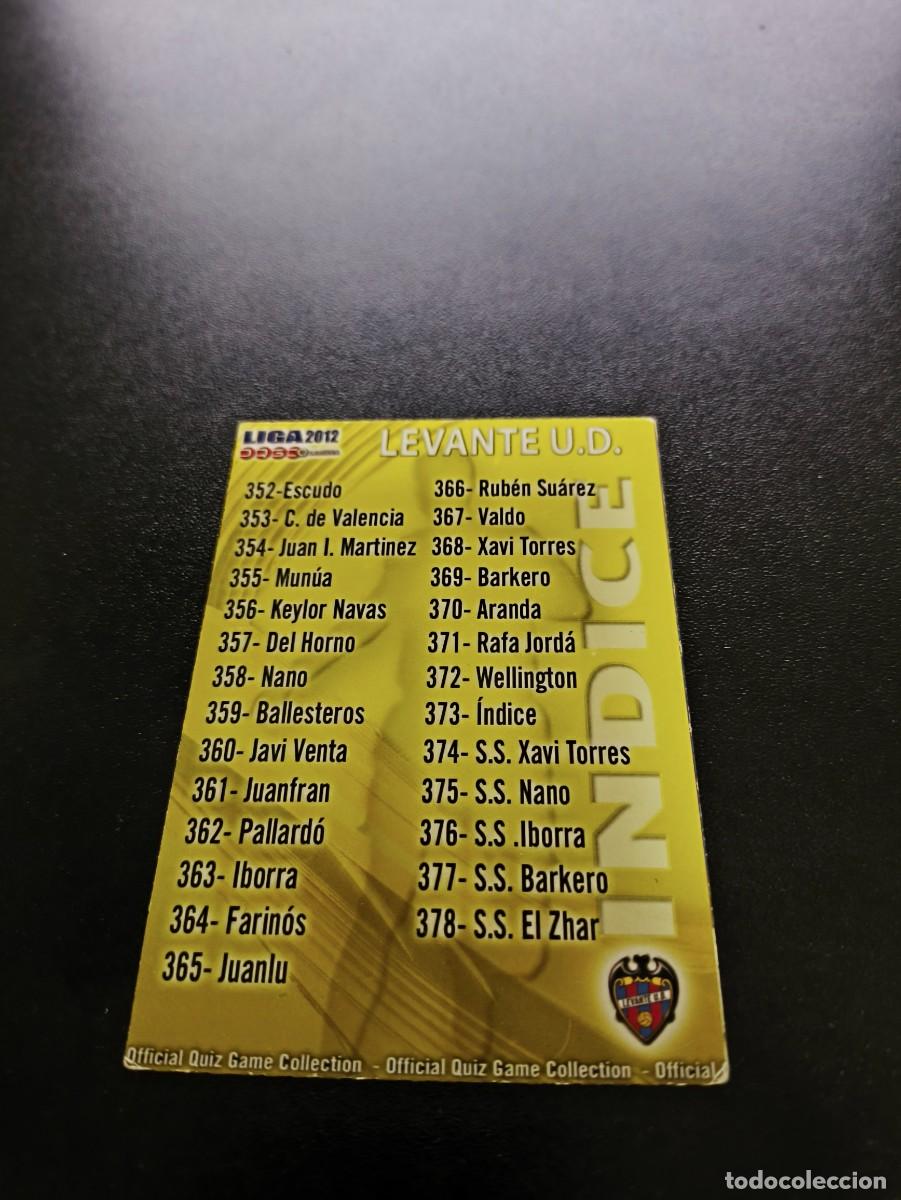 LIGA 2012
LEVANTE U.D.
352-Escudo
353- C. de Valencia
354- Juan I. Martinez
355- Munúa
356- Keylor Navas
357- Del Horno
358- Nano
359- Ballesteros
360- Javi Venta
361- Juanfran
362- Pallardó
363- Iborra
364- Farinós
365- Juanlu
366- Rubén Suárez
367- Valdo
368- Xavi Torres
369- Barkero
370- Aranda
371- Rafa Jordá
372- Wellington
373- Índice
374- S.S. Xavi Torres
375- S.S. Nano
376- S.S .Iborra
377- S.S. Barkero
378- S.S. El Zhar
INDICE
LEVANTE U.D.
Official Quiz Game Collection - Official Quiz Game Collection - Official
todocoleccion